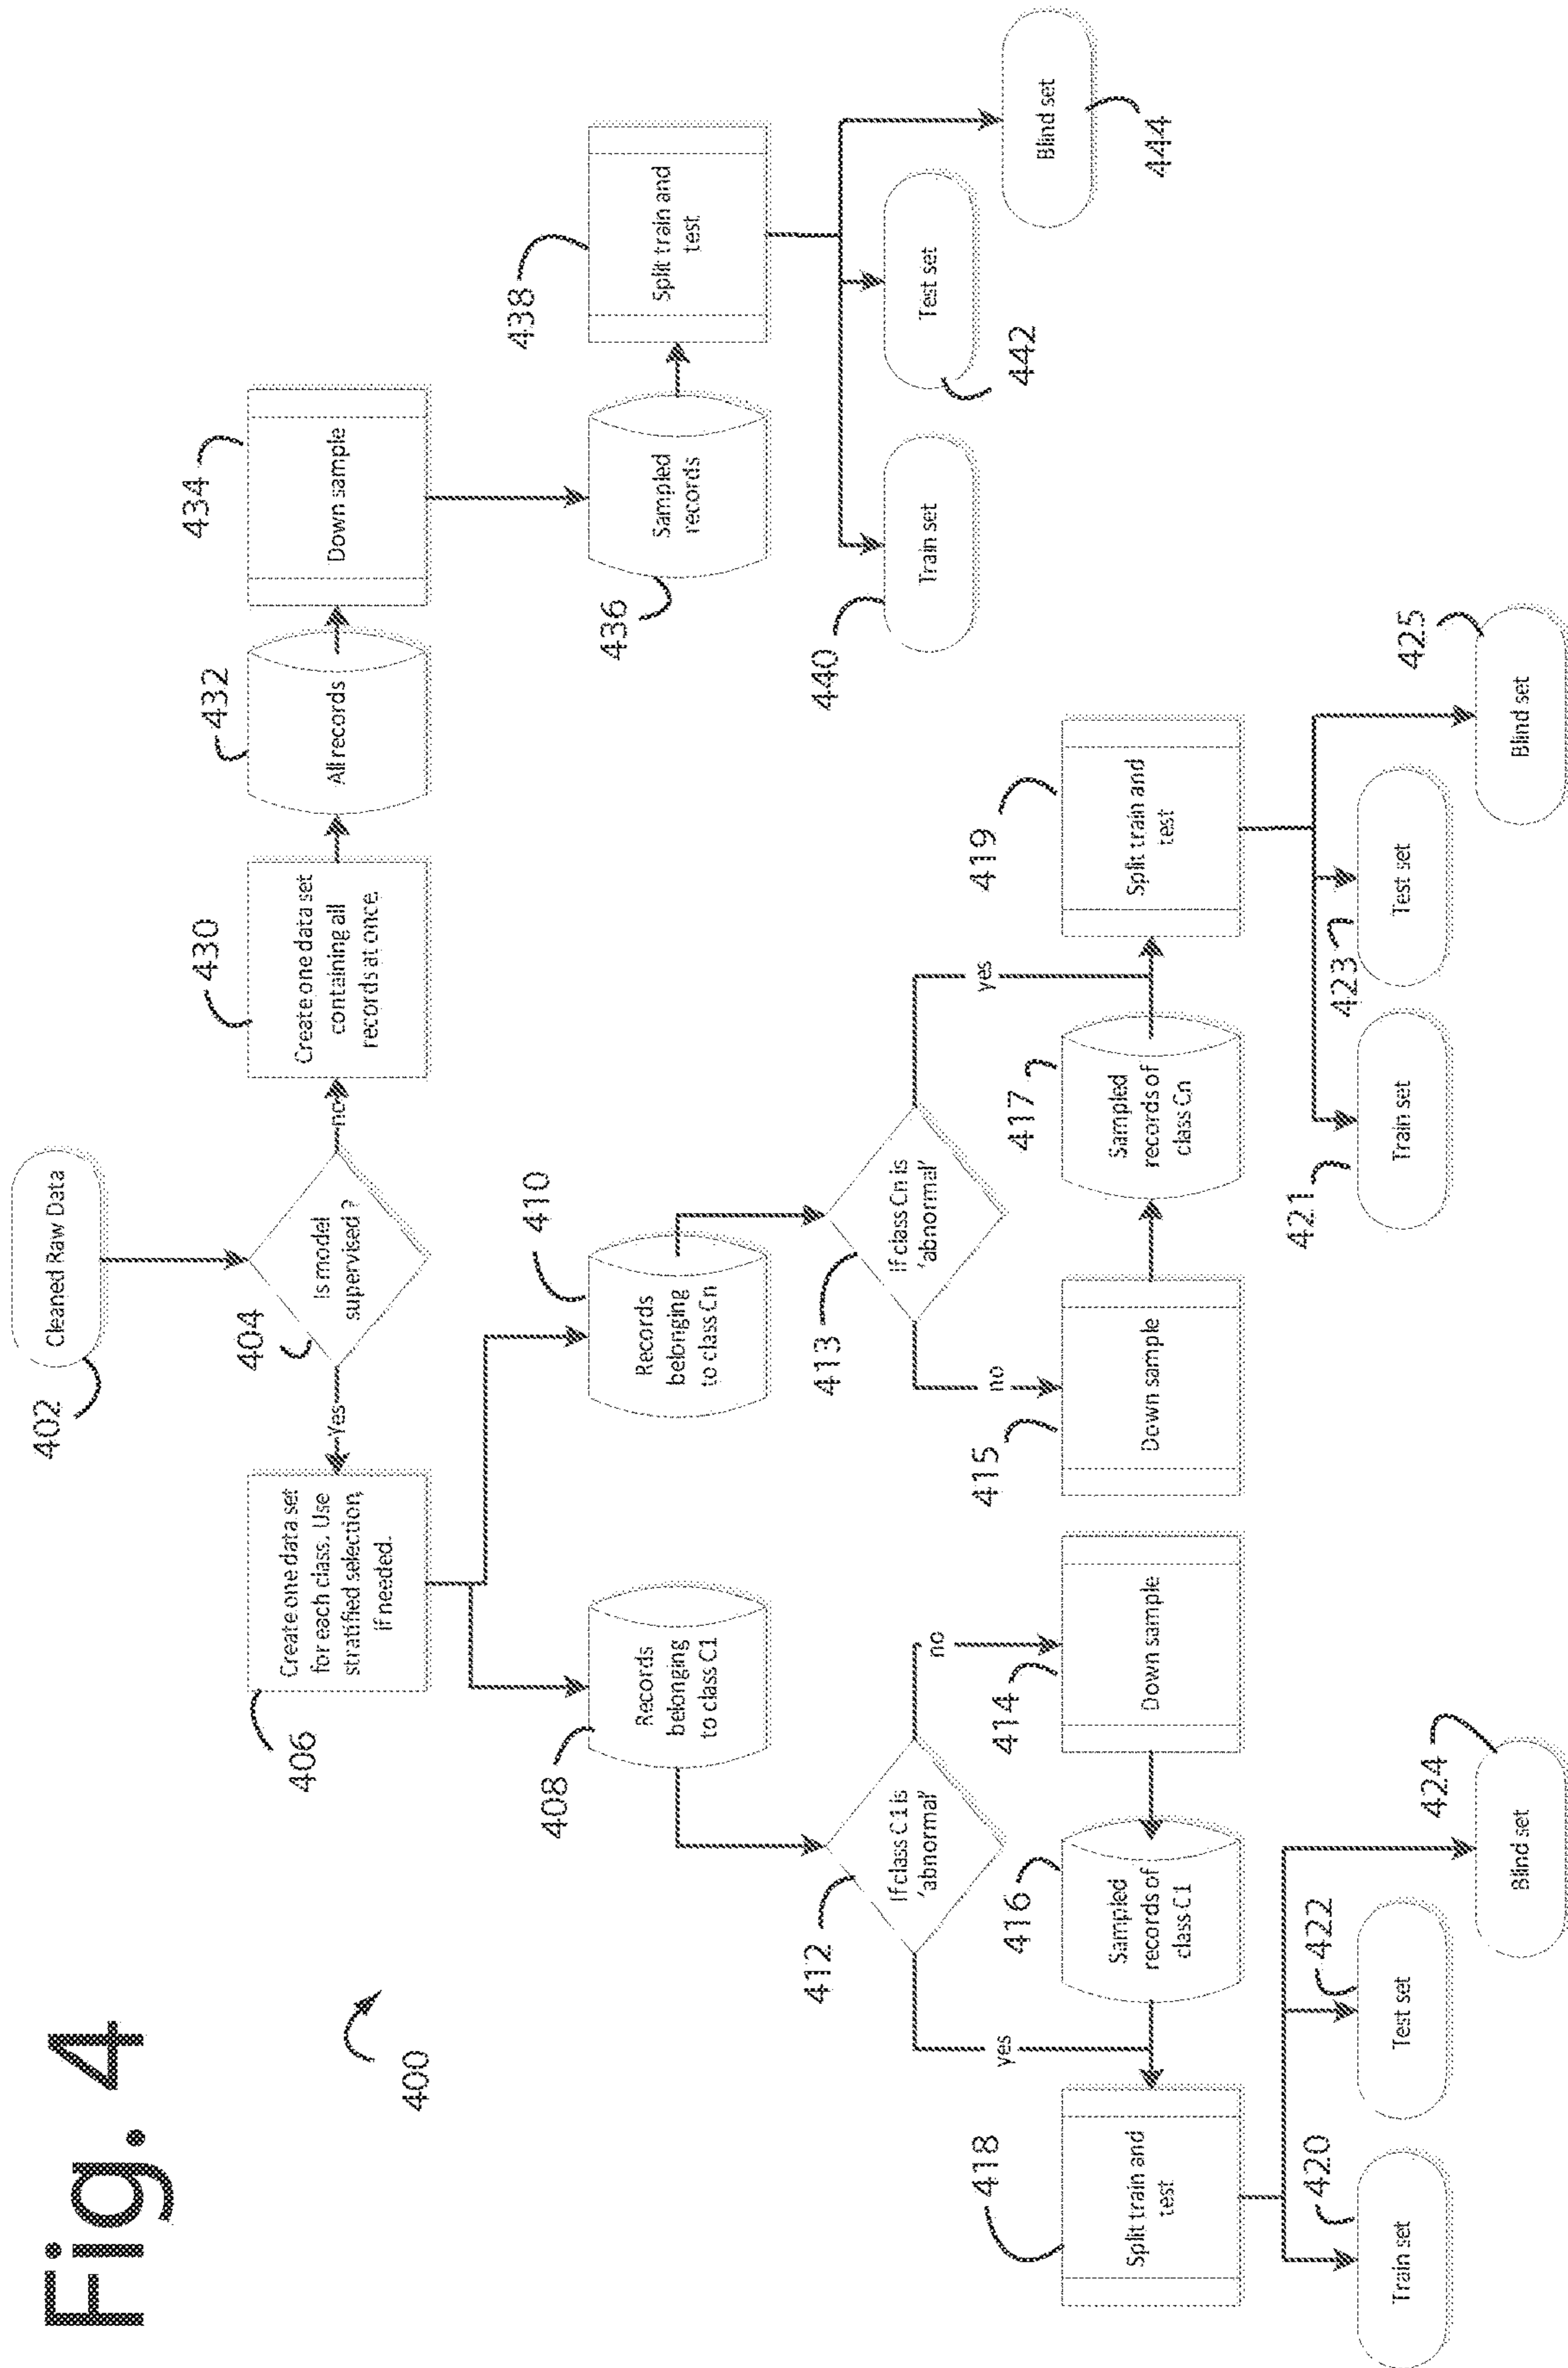 Fig. 4
400
402
Cleaned Raw Data
404
Is model
supervised ?
Yes
no
406
Create one data set
for each class. Use
stratified selection,
if needed.
430
Create one data set
containing all
records at once.
432
All records
434
Down sample
408
Records
belonging
to class C1
410
Records
belonging
to class Cn
436
Sampled
records
438
Split train and
test
412
If class C1 is
'abnormal'
yes
no
413
If class Cn is
'abnormal'
no
yes
440
Train set
442
Test set
444
Blind set
418
Split train and
test
416
Sampled
records of
class C1
414
Down sample
415
Down sample
417
Sampled
records of
class Cn
419
Split train and
test
420
Train set
422
Test set
424
Blind set
421
Train set
423
Test set
425
Blind set